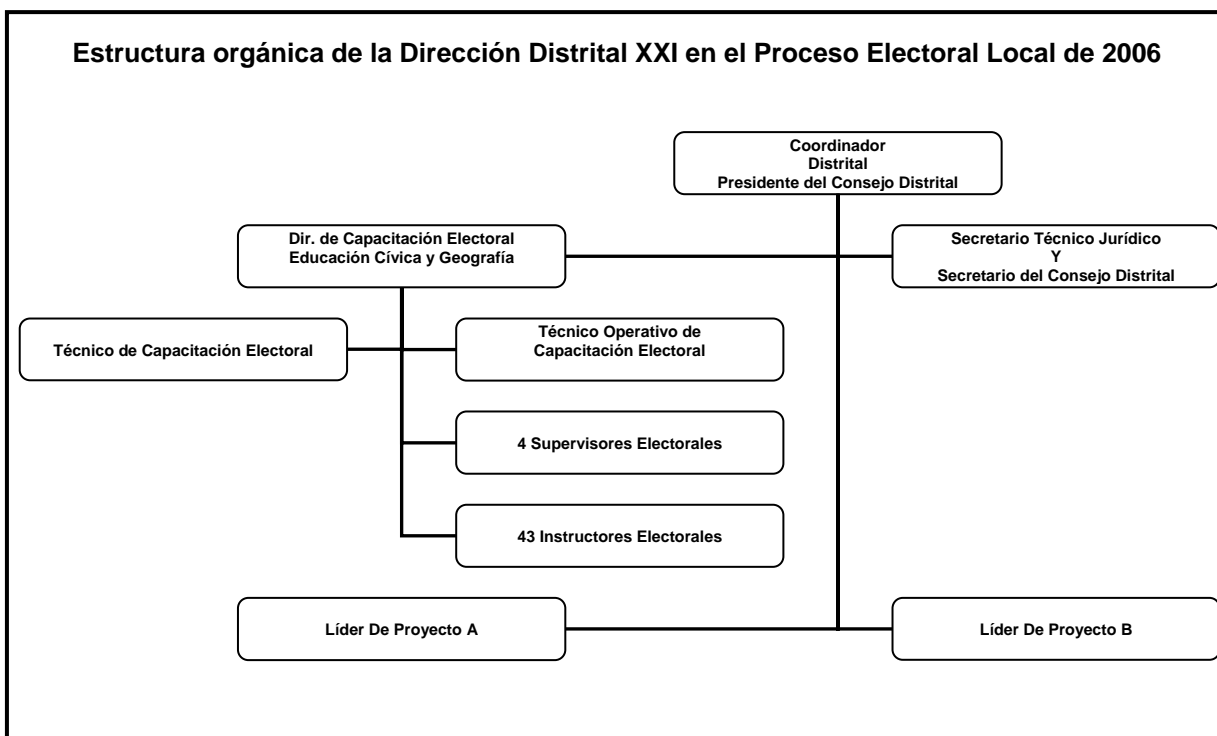 Estructura orgánica de la Dirección Distrital XXI en el Proceso Electoral Local de 2006
Coordinador
Distrital
Presidente del Consejo Distrital
Dir. de Capacitación Electoral
Educación Cívica y Geografía
Secretario Técnico Jurídico
Y
Secretario del Consejo Distrital
Técnico de Capacitación Electoral
Técnico Operativo de
Capacitación Electoral
4 Supervisores Electorales
43 Instructores Electorales
Líder De Proyecto A
Líder De Proyecto B